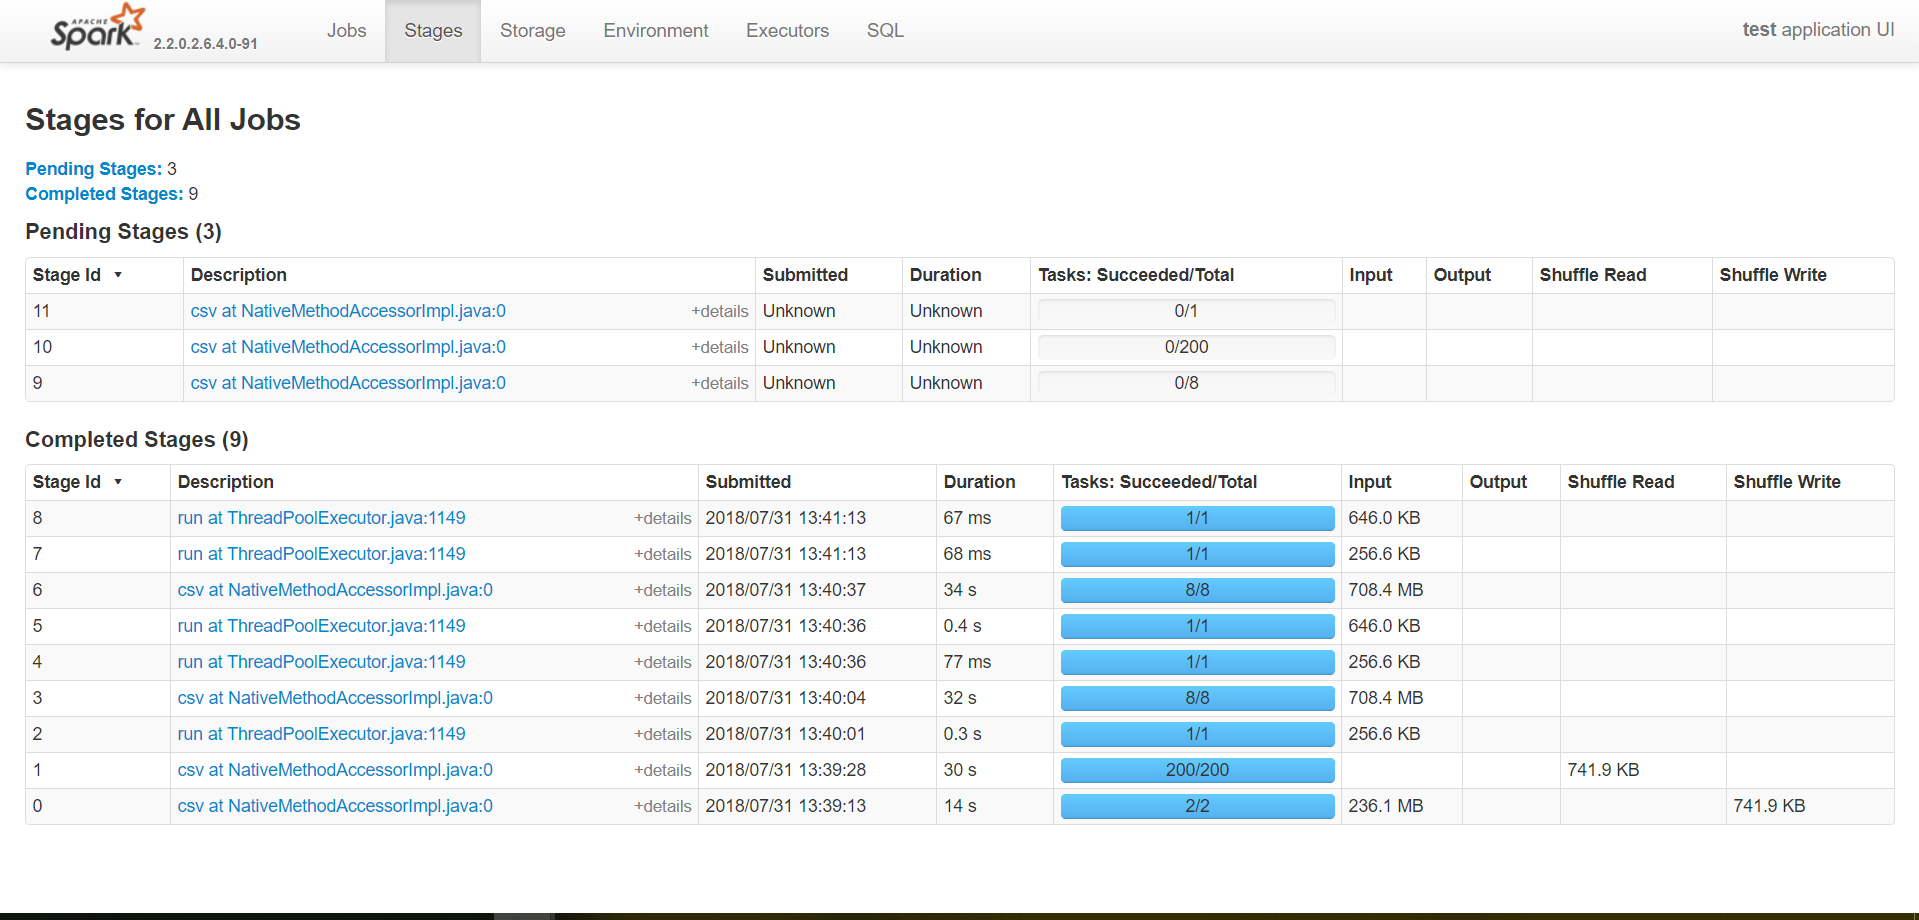 APACHE
Spark 2.2.0.2.6.4.0-91 Jobs Stages Storage Environment Executors SQL test application UI
Stages for All Jobs
Pending Stages: 3
Completed Stages: 9
Pending Stages (3)
Stage Id ▾ Description Submitted Duration Tasks: Succeeded/Total Input Output Shuffle Read Shuffle Write
11 csv at NativeMethodAccessorImpl.java:0 +details Unknown Unknown 0/1
10 csv at NativeMethodAccessorImpl.java:0 +details Unknown Unknown 0/200
9 csv at NativeMethodAccessorImpl.java:0 +details Unknown Unknown 0/8
Completed Stages (9)
Stage Id ▾ Description Submitted Duration Tasks: Succeeded/Total Input Output Shuffle Read Shuffle Write
8 run at ThreadPoolExecutor.java:1149 +details 2018/07/31 13:41:13 67 ms 1/1 646.0 KB
7 run at ThreadPoolExecutor.java:1149 +details 2018/07/31 13:41:13 68 ms 1/1 256.6 KB
6 csv at NativeMethodAccessorImpl.java:0 +details 2018/07/31 13:40:37 34 s 8/8 708.4 MB
5 run at ThreadPoolExecutor.java:1149 +details 2018/07/31 13:40:36 0.4 s 1/1 646.0 KB
4 run at ThreadPoolExecutor.java:1149 +details 2018/07/31 13:40:36 77 ms 1/1 256.6 KB
3 csv at NativeMethodAccessorImpl.java:0 +details 2018/07/31 13:40:04 32 s 8/8 708.4 MB
2 run at ThreadPoolExecutor.java:1149 +details 2018/07/31 13:40:01 0.3 s 1/1 256.6 KB
1 csv at NativeMethodAccessorImpl.java:0 +details 2018/07/31 13:39:28 30 s 200/200 741.9 KB
0 csv at NativeMethodAccessorImpl.java:0 +details 2018/07/31 13:39:13 14 s 2/2 236.1 MB 741.9 KB